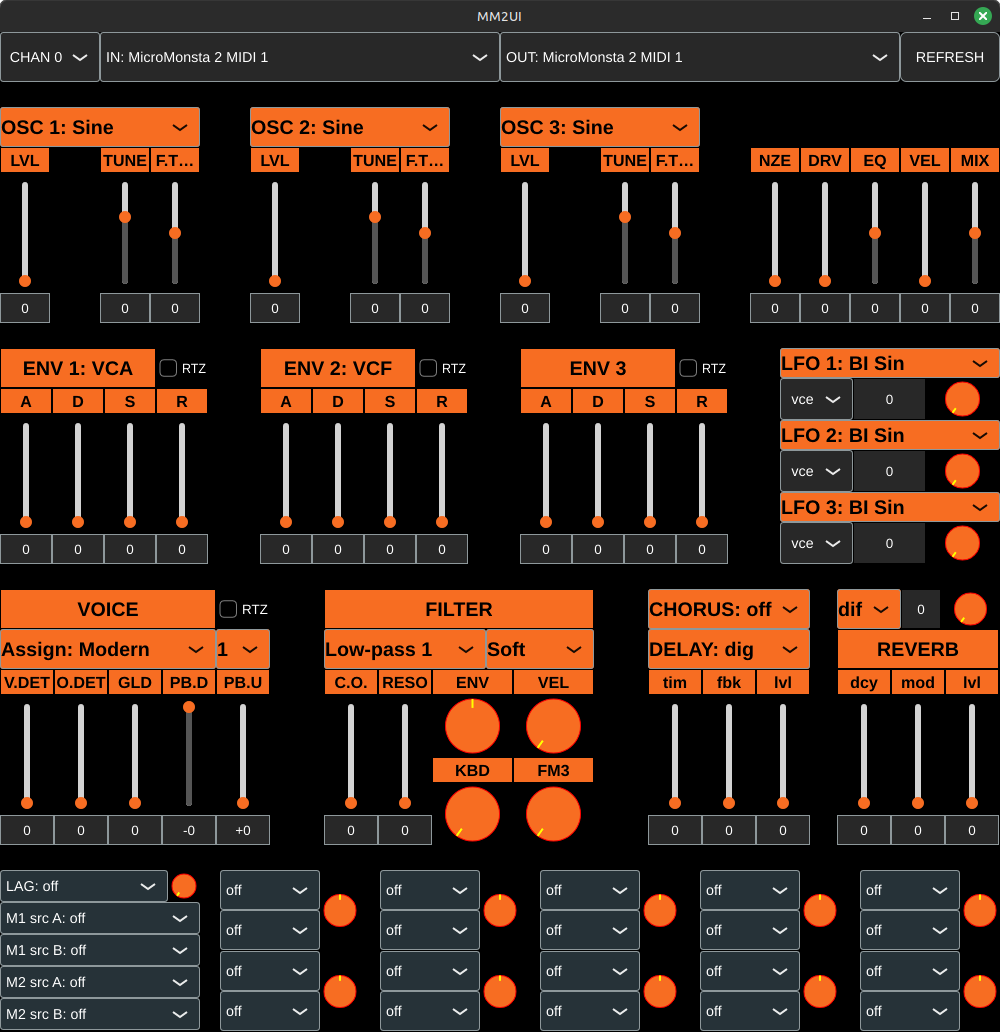 MM2UI
CHAN 0 IN: MicroMonsta 2 MIDI 1 OUT: MicroMonsta 2 MIDI 1 REFRESH
OSC 1: Sine OSC 2: Sine OSC 3: Sine
LVL TUNE F.T... LVL TUNE F.T... LVL TUNE F.T... NZE DRV EQ VEL MIX
0 0 0 0 0 0 0 0 0 0 0 0 0 0
ENV 1: VCA RTZ ENV 2: VCF RTZ ENV 3 RTZ LFO 1: BI Sin
A D S R A D S R A D S R vce 0
LFO 2: BI Sin
vce 0
LFO 3: BI Sin
0 0 0 0 0 0 0 0 0 0 0 0 vce 0
VOICE RTZ FILTER CHORUS: off dif 0
Assign: Modern 1 Low-pass 1 Soft DELAY: dig REVERB
V.DET O.DET GLD PB.D PB.U C.O. RESO ENV VEL tim fbk lvl dcy mod lvl
KBD FM3
0 0 0 -0 +0 0 0 0 0 0 0 0 0
LAG: off off off off off off
M1 src A: off off off off off off
M1 src B: off
M2 src A: off off off off off off
M2 src B: off off off off off off